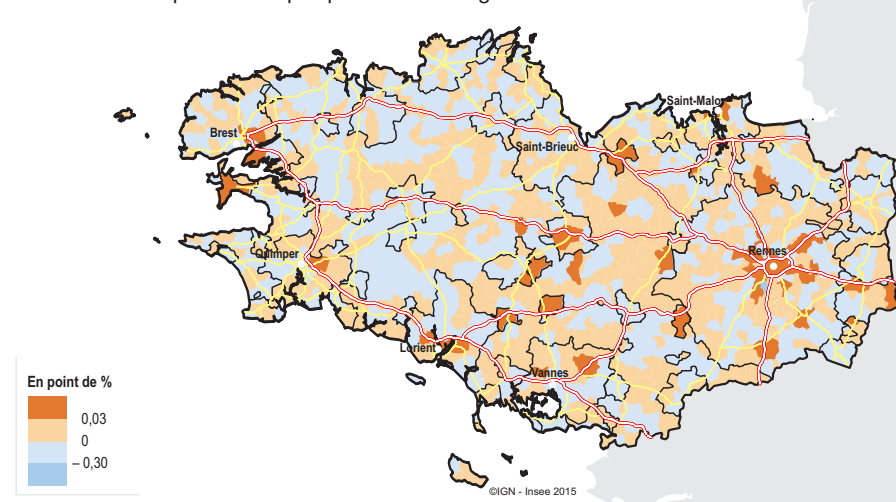 Saint-Malo
Brest
Saint-Brieuc
Rennes
Quimper
Lorient
Vannes
En point de %
0,03
0
– 0,30
©IGN - Insee 2015